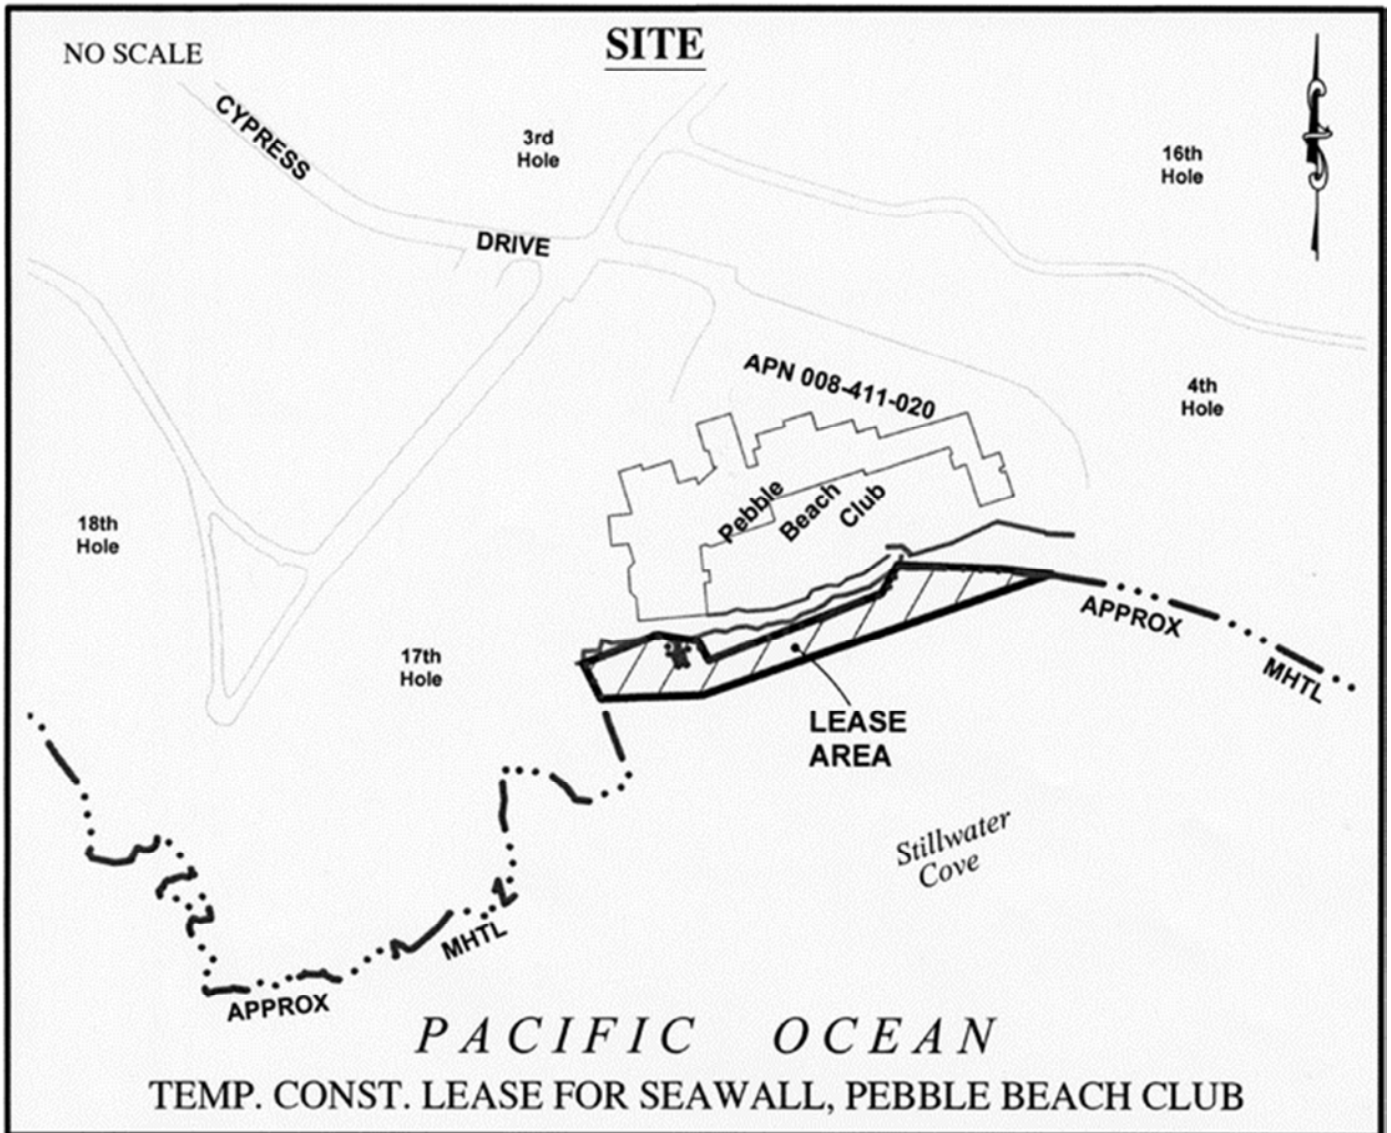 SITE
NO SCALE
CYPRESS
DRIVE
3rd
Hole
16th
Hole
APN 008-411-020
4th
Hole
Pebble
Beach
Club
18th
Hole
17th
Hole
APPROX
MHTL
LEASE
AREA
Stillwater
Cove
MHTL
APPROX
PACIFIC OCEAN
TEMP. CONST. LEASE FOR SEAWALL, PEBBLE BEACH CLUB